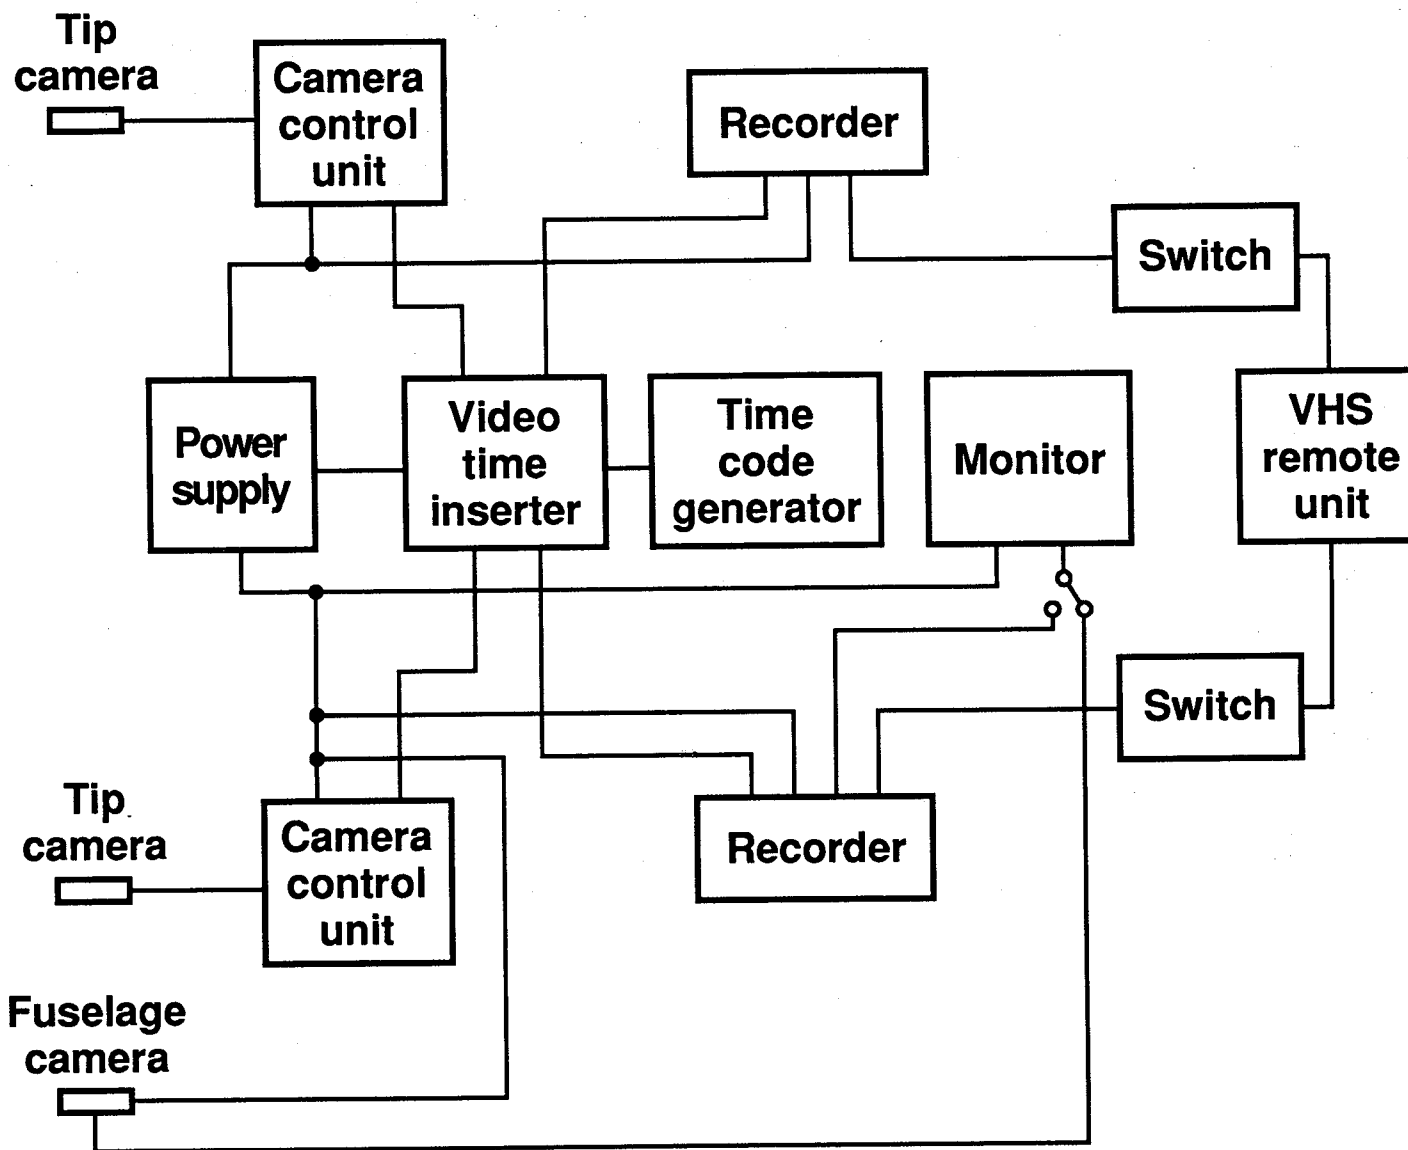 Tip
camera
Camera
control
unit
Recorder
Switch
Power
supply
Video
time
inserter
Time
code
generator
Monitor
VHS
remote
unit
Switch
Tip
camera
Camera
control
unit
Recorder
Fuselage
camera